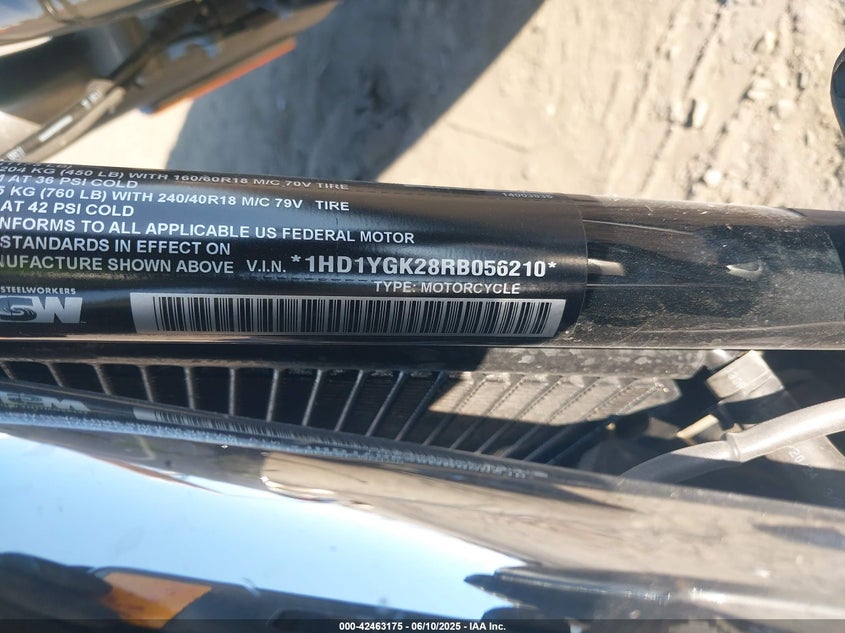 204 KG (450 LB) WITH 160/60R18 M/C 70V TIRE
AT 36 PSI COLD
5 KG (760 LB) WITH 240/40R18 M/C 79V TIRE
AT 42 PSI COLD
NFORMS TO ALL APPLICABLE US FEDERAL MOTOR
STANDARDS IN EFFECT ON
NUFACTURE SHOWN ABOVE V.I.N. *1HD1YGK28RB056210*
TYPE: MOTORCYCLE
STEELWORKERS
000-42463175 - 06/10/2025 - IAA Inc.